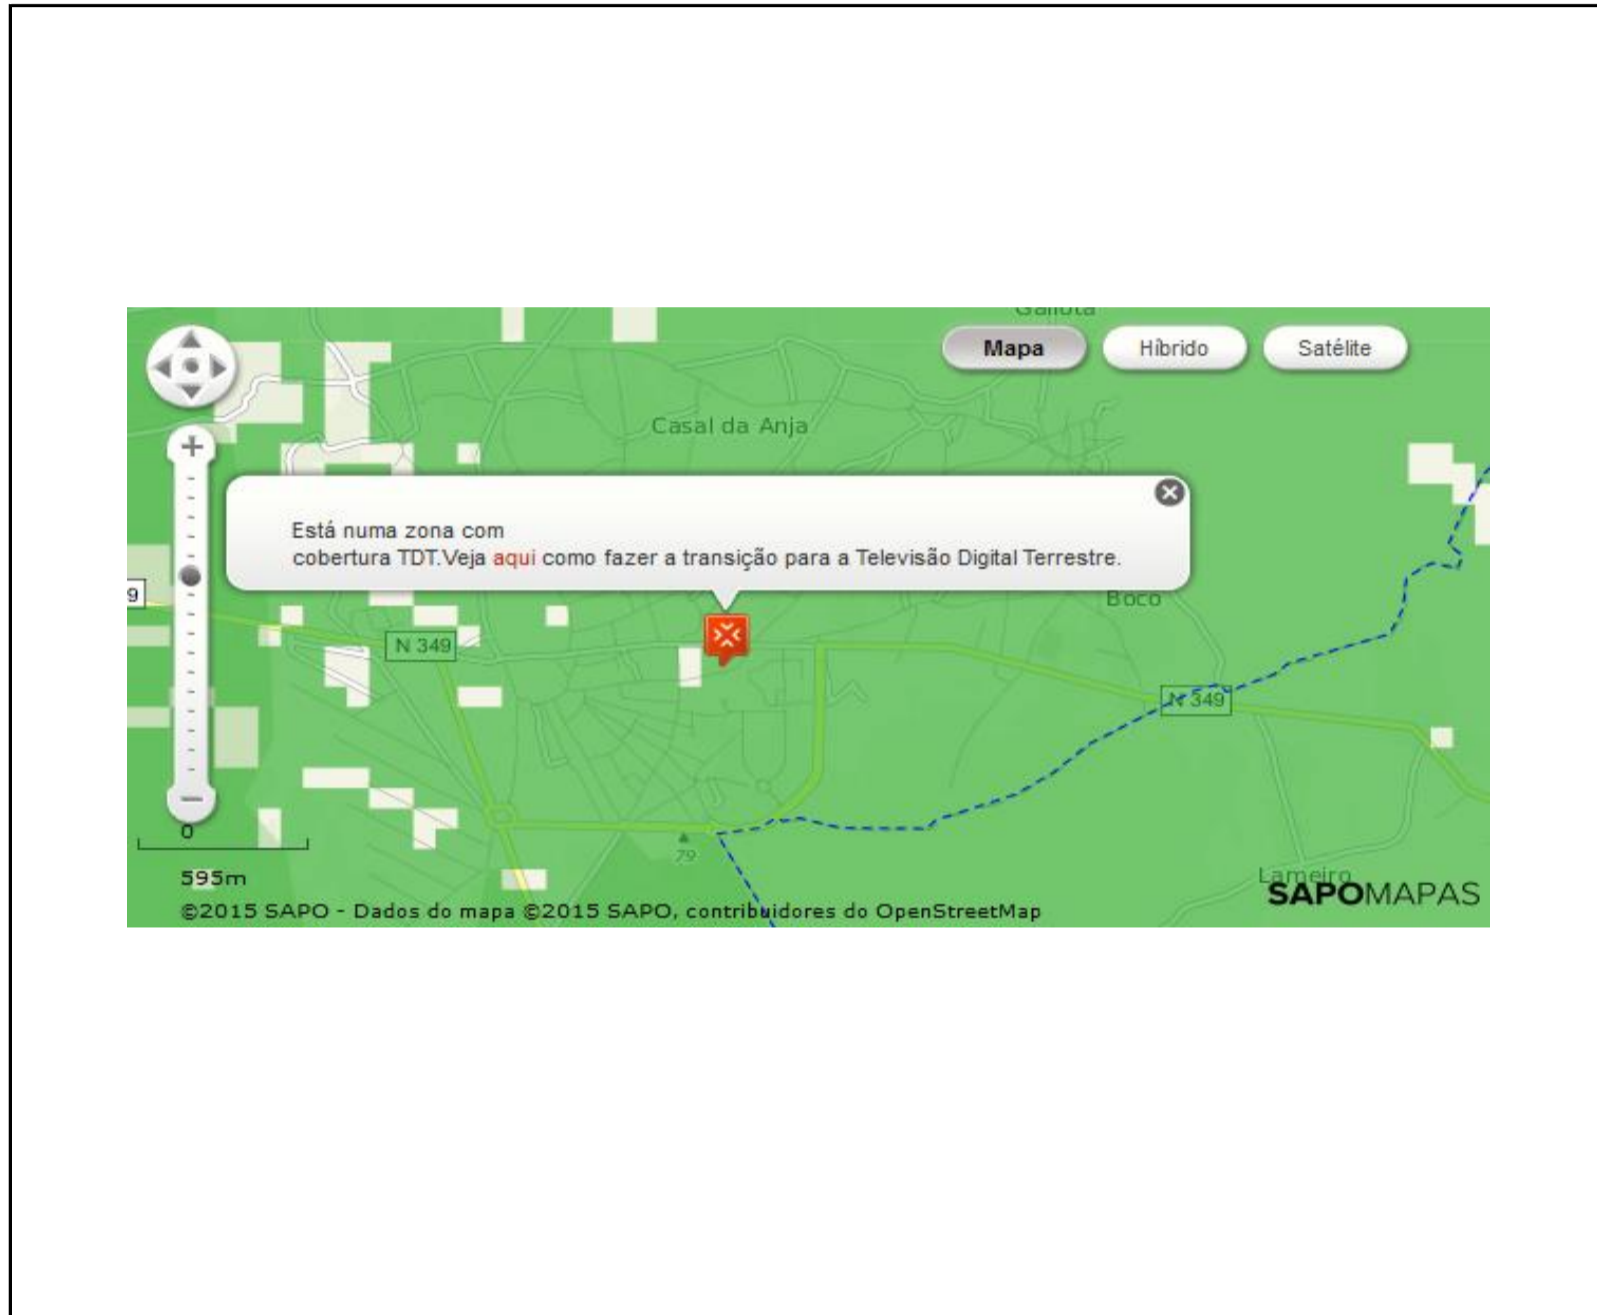 Mapa
Híbrido
Satélite
Casal da Anja
Está numa zona com
cobertura TDT.Veja aqui como fazer a transição para a Televisão Digital Terrestre.
Boco
9
N 349
N 349
79
0
595m
Lameiro
SAPOMAPAS
©2015 SAPO - Dados do mapa ©2015 SAPO, contribuidores do OpenStreetMap